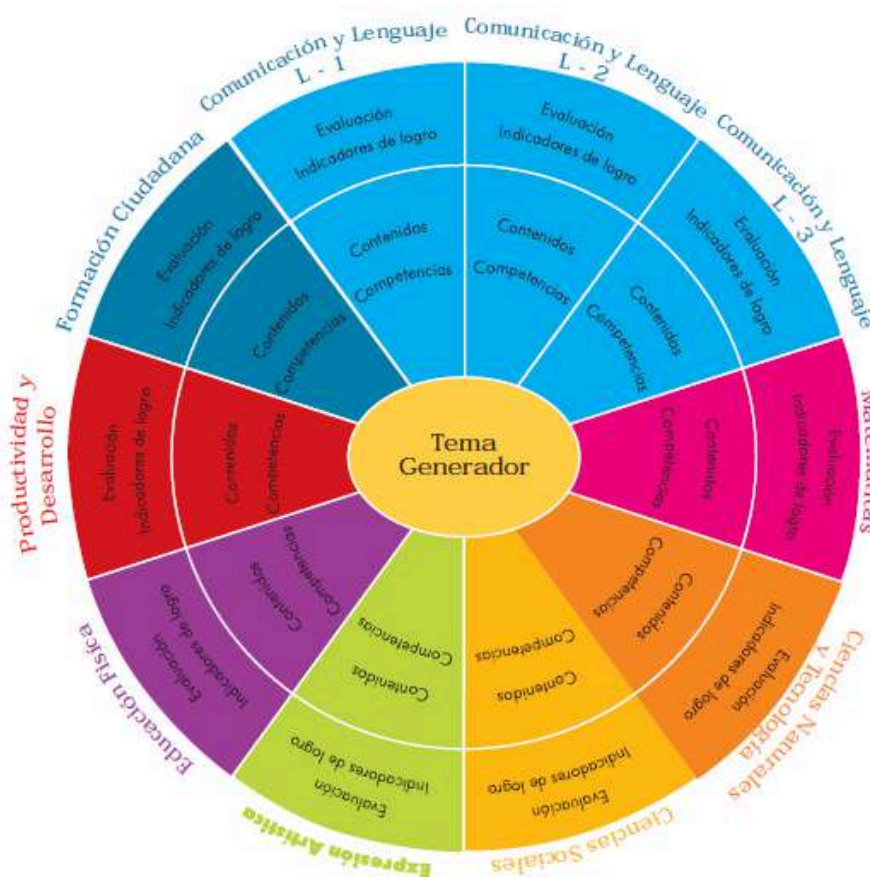 Comunicación y Lenguaje
L - 1
Evaluación
Indicadores de logro
Contenidos
Competencias
Comunicación y Lenguaje
L - 2
Evaluación
Indicadores de logro
Contenidos
Competencias
Comunicación y Lenguaje
L - 3
Evaluación
Indicadores de logro
Contenidos
Competencias
Matemáticas
Evaluación
Indicadores de logro
Contenidos
Competencias
Ciencias Naturales
y Tecnología
Evaluación
Indicadores de logro
Contenidos
Competencias
Ciencias Sociales
Evaluación
Indicadores de logro
Contenidos
Competencias
Expresión Artística
Evaluación
Indicadores de logro
Contenidos
Competencias
Educación Física
Evaluación
Indicadores de logro
Contenidos
Competencias
Productividad y
Desarrollo
Evaluación
Indicadores de logro
Contenidos
Competencias
Formación Ciudadana
Evaluación
Indicadores de logro
Contenidos
Competencias
Tema
Generador